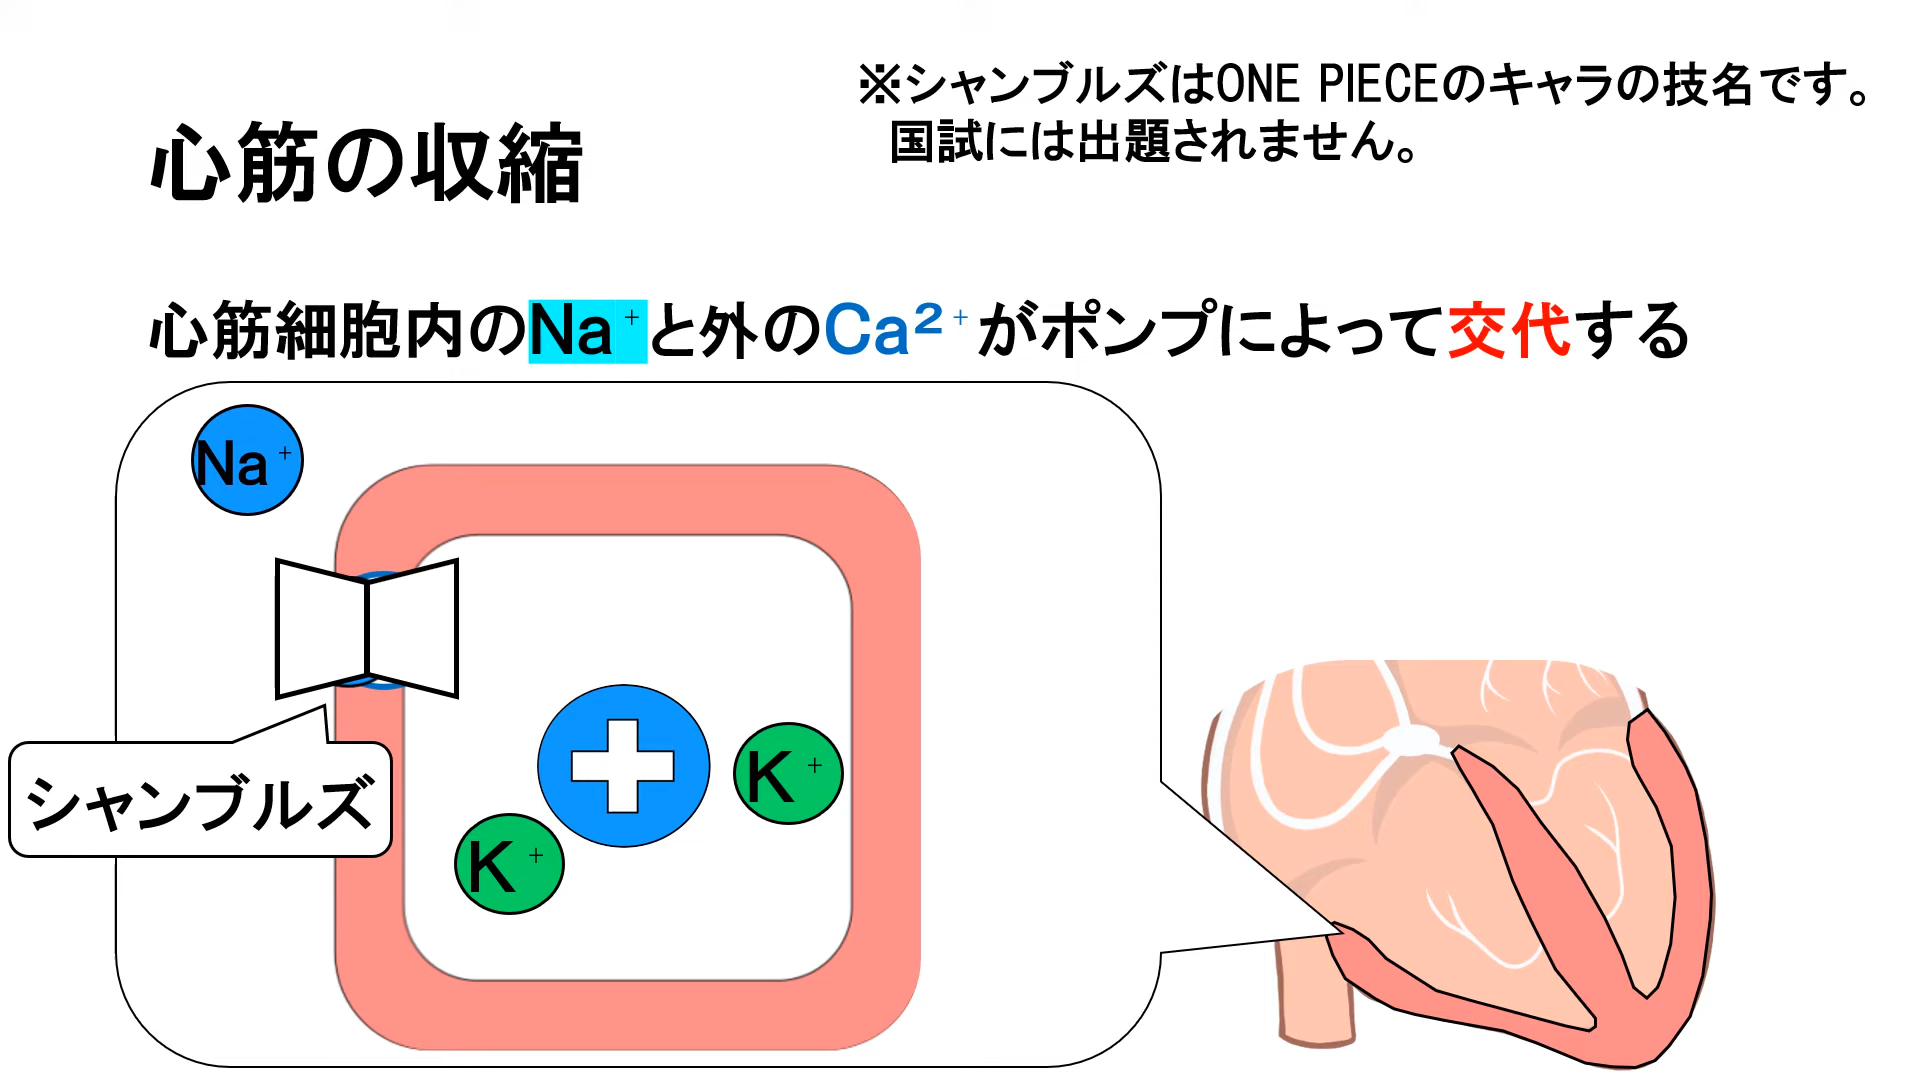 ※シャンブルズはONE PIECEのキャラの技名です。
国試には出題されません。
心筋の収縮
心筋細胞内のNa⁺と外のCa²⁺がポンプによって交代する
Na⁺
シャンブルズ
K⁺
K⁺